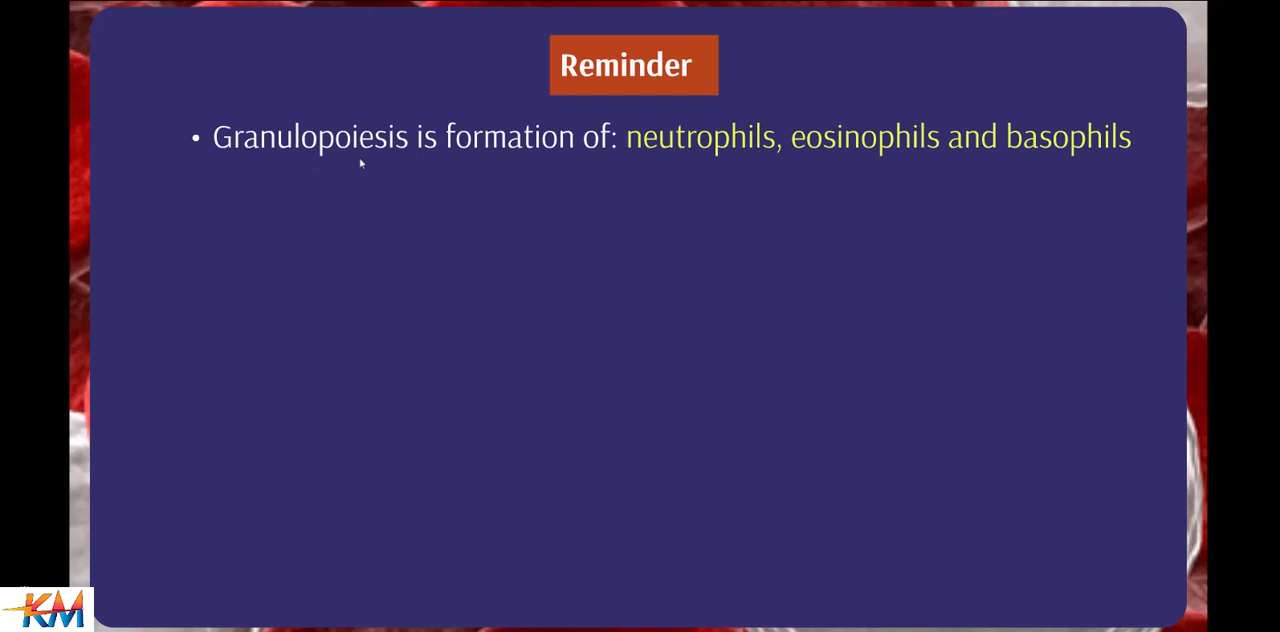 Reminder
• Granulopoiesis is formation of: neutrophils, eosinophils and basophils
KM